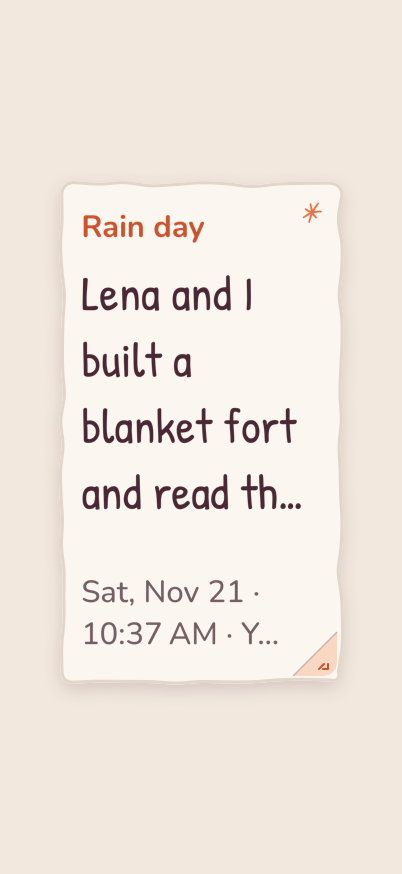 Rain day
Lena and I
built a
blanket fort
and read th...
Sat, Nov 21 ·
10:37 AM · Y...